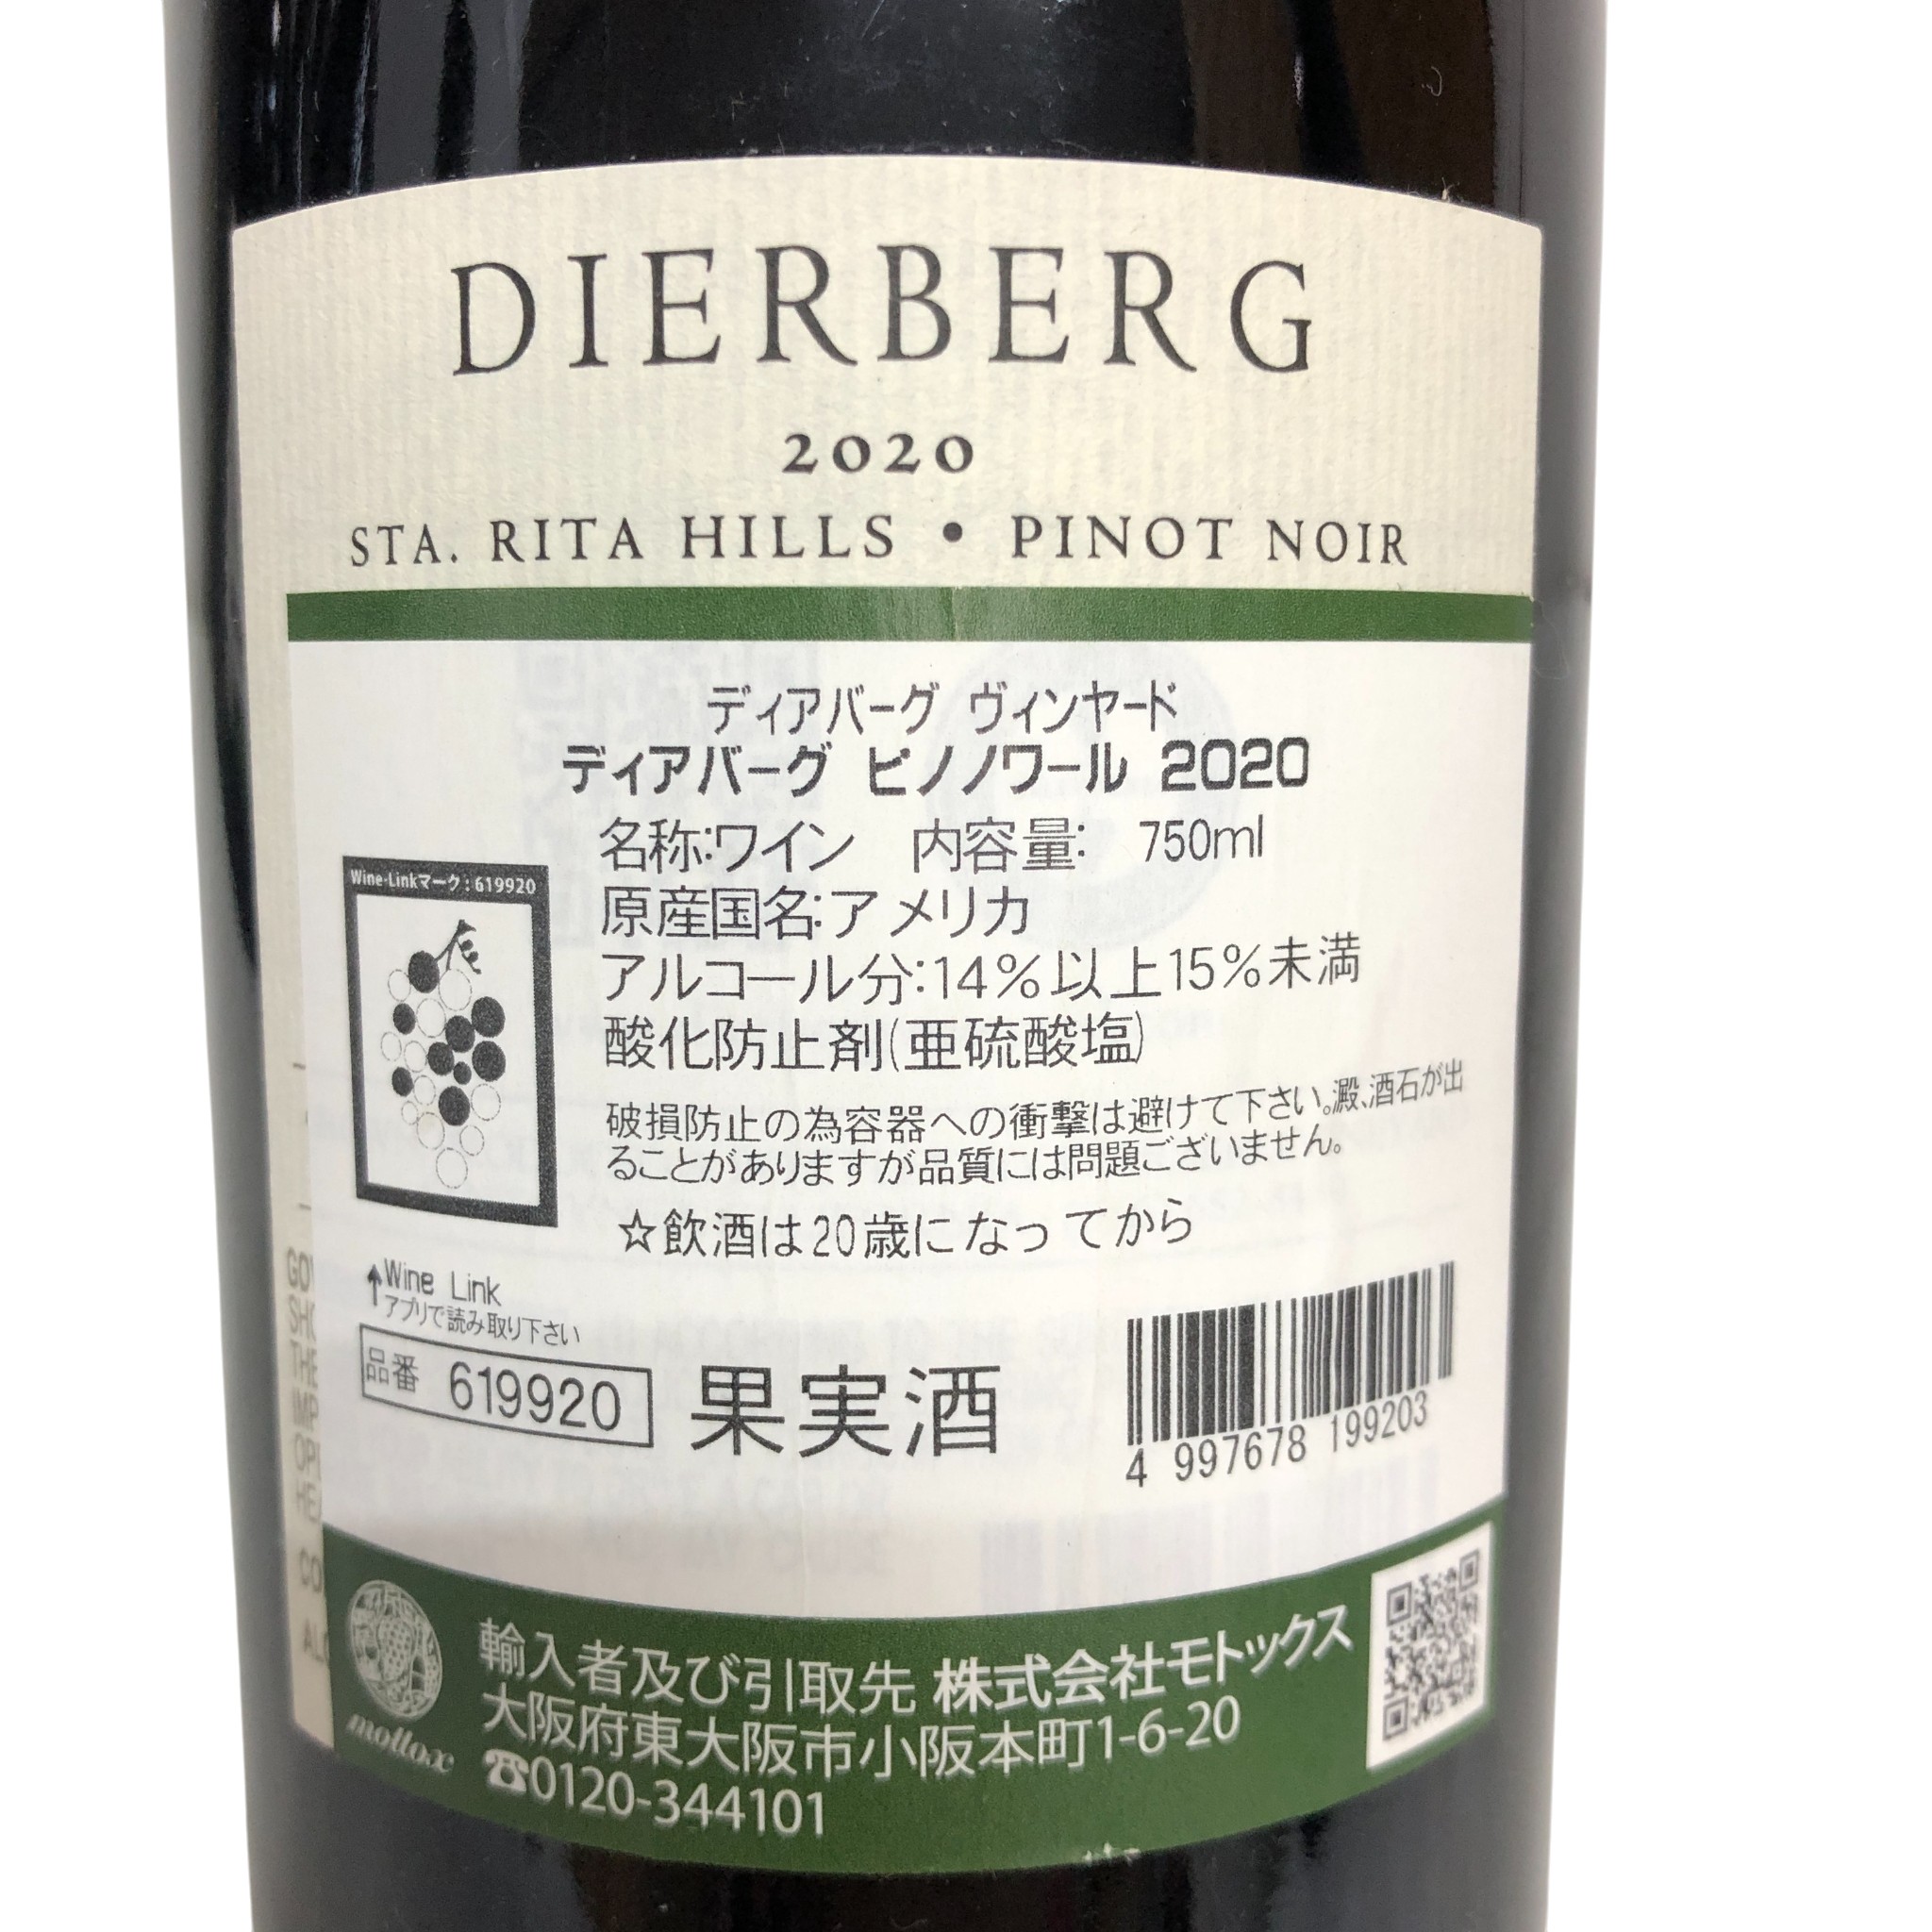 DIERBERG
2020
STA. RITA HILLS • PINOT NOIR
ディアバーグ ヴィンヤード
ディアバーグ ピノノワール 2020
名称:ワイン 内容量: 750ml
原産国名:アメリカ
アルコール分:14%以上15%未満
酸化防止剤(亜硫酸塩)
破損防止の為容器への衝撃は避けて下さい。澱、酒石が出
ることがありますが品質には問題ございません。
☆飲酒は20歳になってから
Wine-Linkマーク:619920
↑Wine Link
アプリで読み取り下さい
品番 619920
果実酒
4 997678 199203
mottox
輸入者及び引取先 株式会社モトックス
大阪府東大阪市小阪本町1-6-20
☎0120-344101